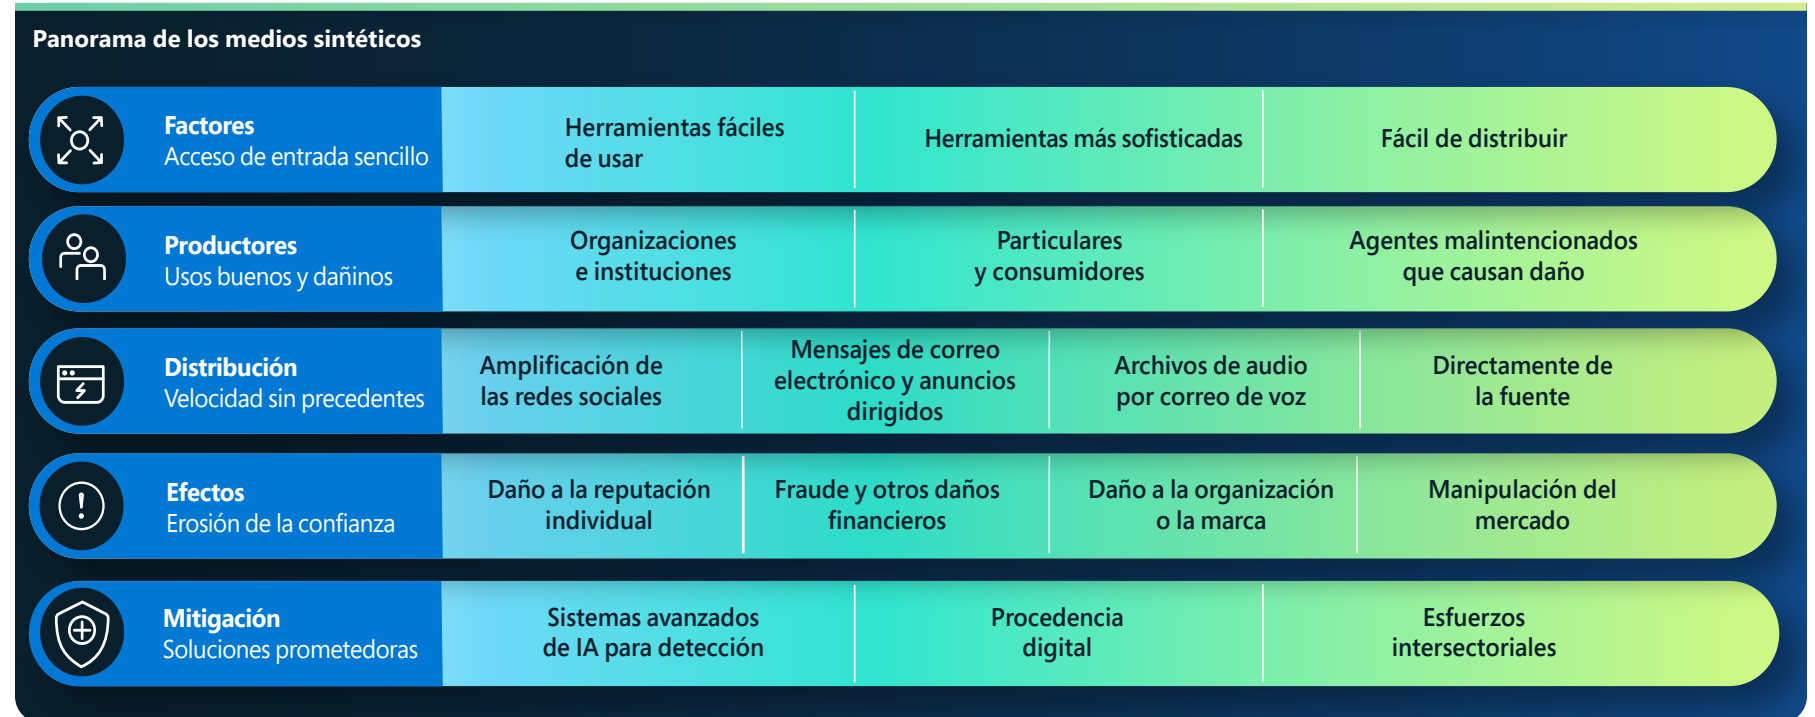 Panorama de los medios sintéticos
Factores
Acceso de entrada sencillo
Herramientas fáciles
de usar
Herramientas más sofisticadas
Fácil de distribuir
Productores
Usos buenos y dañinos
Organizaciones
e instituciones
Particulares
y consumidores
Agentes malintencionados
que causan daño
Distribución
Velocidad sin precedentes
Amplificación de
las redes sociales
Mensajes de correo
electrónico y anuncios
dirigidos
Archivos de audio
por correo de voz
Directamente de
la fuente
Efectos
Erosión de la confianza
Daño a la reputación
individual
Fraude y otros daños
financieros
Daño a la organización
o la marca
Manipulación del
mercado
Mitigación
Soluciones prometedoras
Sistemas avanzados
de IA para detección
Procedencia
digital
Esfuerzos
intersectoriales